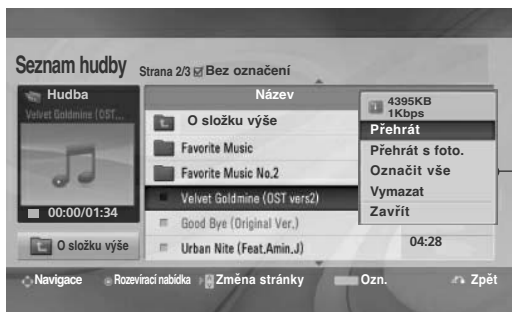 Seznam hudby
Strana 2/3 Bez označení
Hudba
Velvet Goldmine (OST...
00:00/01:34
O složku výše
Název
O složku výše
Favorite Music
Favorite Music No.2
Velvet Goldmine (OST vers2)
Good Bye (Original Ver.)
Urban Nite (Feat.Amin.J)
04:28
4395KB
1Kbps
Přehrát
Přehrát s foto.
Označit vše
Vymazat
Zavřít
Navigace Rozevírací nabídka Změna stránky Ozn. Zpět